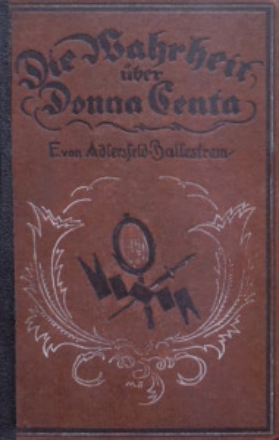 Die Wahrheit
über
Donna Centa
E. von Adlersfeld-Ballestrem